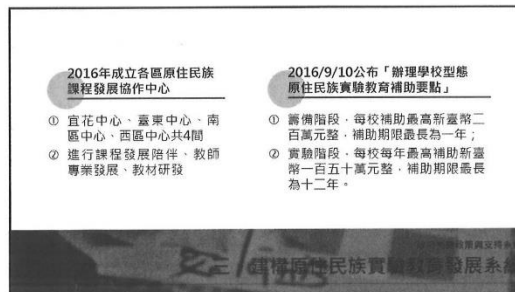 2016年成立各區原住民族
課程發展協作中心
① 宜花中心、臺東中心、南
區中心、西區中心共4間
② 進行課程發展陪伴、教師
專業發展、教材研發
2016/9/10公布「辦理學校型態
原住民族實驗教育補助要點」
① 籌備階段，每校補助最高新臺幣二
百萬元整，補助期限最長為一年；
② 實驗階段，每校每年最高補助新臺
幣一百五十萬元整，補助期限最長
為十二年。
三、建構原住民族實驗教育發展系統